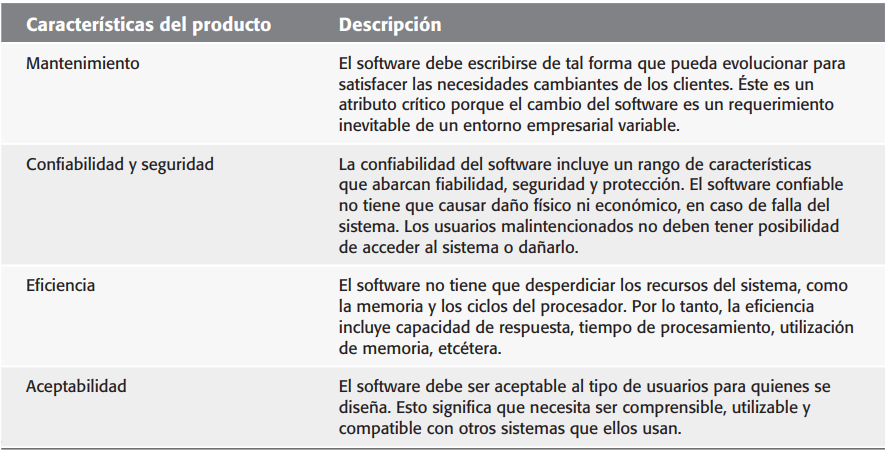 Características del producto Descripción
Mantenimiento El software debe escribirse de tal forma que pueda evolucionar para
satisfacer las necesidades cambiantes de los clientes. Éste es un
atributo crítico porque el cambio del software es un requerimiento
inevitable de un entorno empresarial variable.
Confiabilidad y seguridad La confiabilidad del software incluye un rango de características
que abarcan fiabilidad, seguridad y protección. El software confiable
no tiene que causar daño físico ni económico, en caso de falla del
sistema. Los usuarios malintencionados no deben tener posibilidad
de acceder al sistema o dañarlo.
Eficiencia El software no tiene que desperdiciar los recursos del sistema, como
la memoria y los ciclos del procesador. Por lo tanto, la eficiencia
incluye capacidad de respuesta, tiempo de procesamiento, utilización
de memoria, etcétera.
Aceptabilidad El software debe ser aceptable al tipo de usuarios para quienes se
diseña. Esto significa que necesita ser comprensible, utilizable y
compatible con otros sistemas que ellos usan.